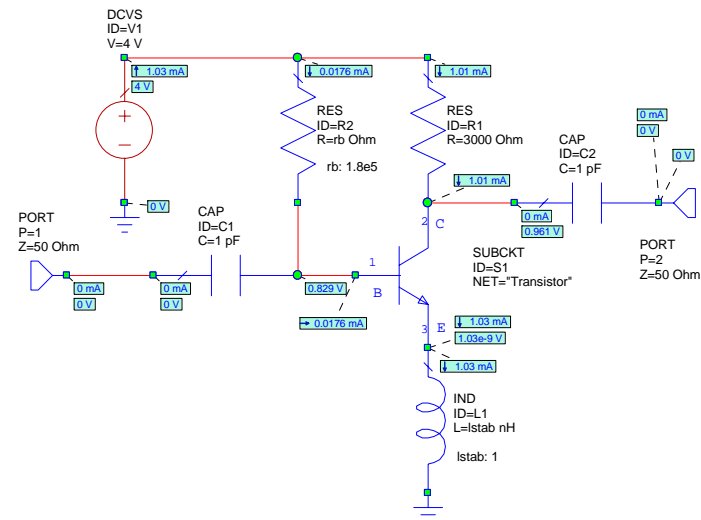 DCVS
ID=V1
V=4 V
1.03 mA
4 V
0 V
0.0176 mA
RES
ID=R2
R=rb Ohm
rb: 1.8e5
1.01 mA
RES
ID=R1
R=3000 Ohm
1.01 mA
CAP
ID=C2
C=1 pF
0 mA
0 V
0 V
0 mA
0.961 V
PORT
P=1
Z=50 Ohm
0 mA
0 V
CAP
ID=C1
C=1 pF
0 mA
0 V
0.829 V
0.0176 mA
1
B
2
C
3
E
SUBCKT
ID=S1
NET="Transistor"
PORT
P=2
Z=50 Ohm
1.03 mA
1.03e-9 V
1.03 mA
IND
ID=L1
L=lstab nH
lstab: 1